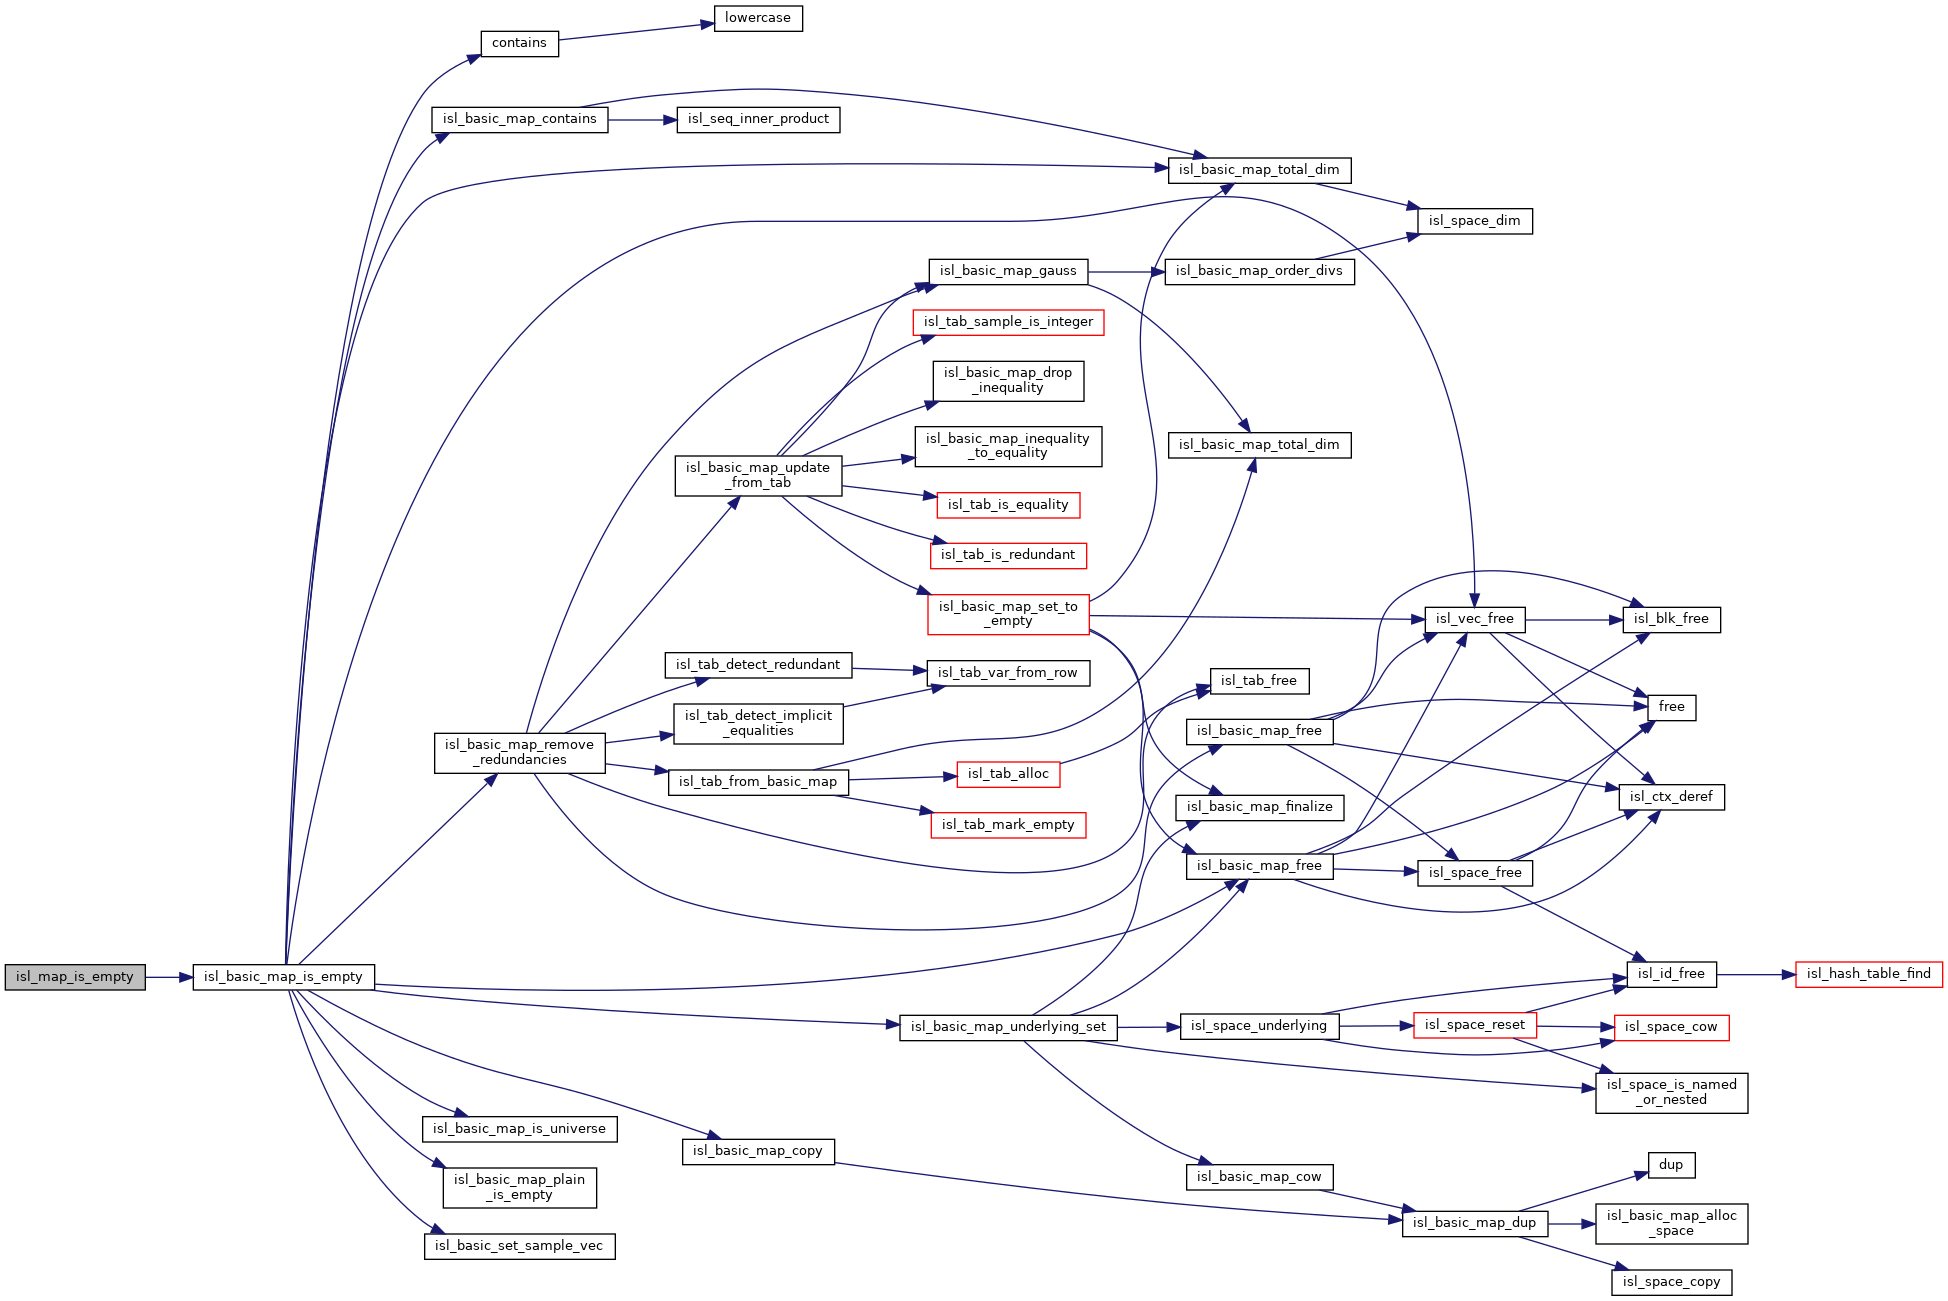 lowercase
contains
isl_basic_map_contains
isl_seq_inner_product
isl_basic_map_total_dim
isl_space_dim
isl_basic_map_gauss
isl_basic_map_order_divs
isl_tab_sample_is_integer
isl_basic_map_drop
_inequality
isl_basic_map_inequality
_to_equality
isl_basic_map_total_dim
isl_basic_map_update
_from_tab
isl_tab_is_equality
isl_tab_is_redundant
isl_basic_map_set_to
_empty
isl_vec_free
isl_blk_free
isl_tab_detect_redundant
isl_tab_var_from_row
isl_tab_free
free
isl_tab_detect_implicit
_equalities
isl_basic_map_free
isl_basic_map_remove
_redundancies
isl_tab_from_basic_map
isl_tab_alloc
isl_ctx_deref
isl_basic_map_finalize
isl_tab_mark_empty
isl_basic_map_free
isl_space_free
isl_map_is_empty
isl_basic_map_is_empty
isl_id_free
isl_hash_table_find
isl_basic_map_underlying_set
isl_space_underlying
isl_space_reset
isl_space_cow
isl_space_is_named
_or_nested
isl_basic_map_is_universe
isl_basic_map_copy
isl_basic_map_plain
_is_empty
isl_basic_map_cow
dup
isl_basic_map_dup
isl_basic_map_alloc
_space
isl_basic_set_sample_vec
isl_space_copy